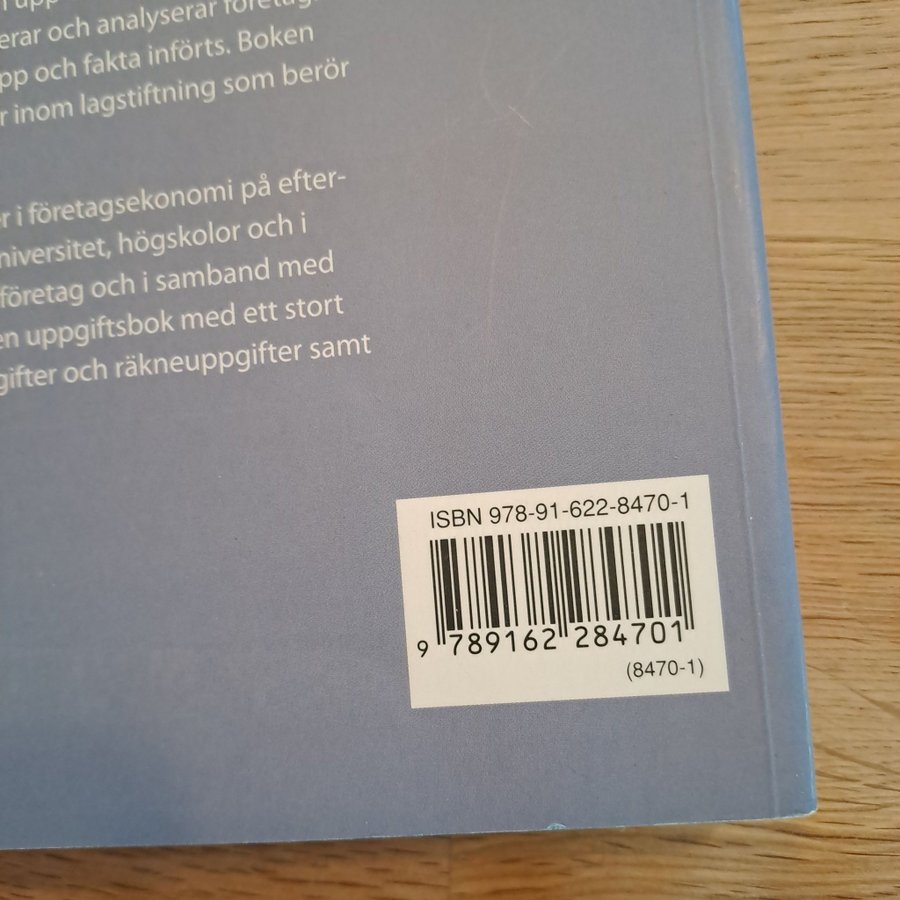 upp
erar och analyserar företag
pp och fakta införts. Boken
r inom lagstiftning som berör
er i företagsekonomi på efter-
niversitet, högskolor och i
företag och i samband med
en uppgiftsbok med ett stort
gifter och räkneuppgifter samt
ISBN 978-91-622-8470-1
9 789162 284701
(8470-1)